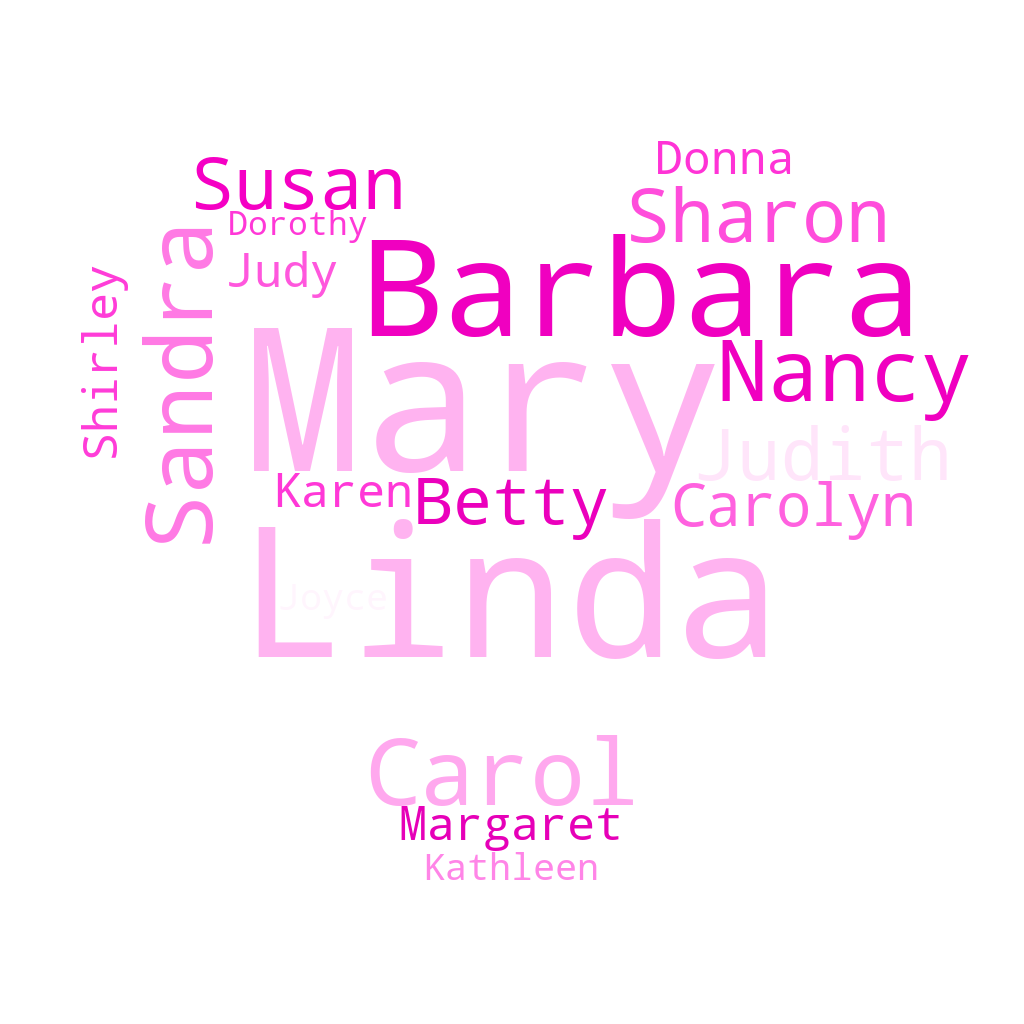 Donna
Susan
Sharon
Dorothy
Sandra
Judy
Barbara
Shirley
Mary
Nancy
Judith
Karen
Betty
Carolyn
Linda
Joyce
Carol
Margaret
Kathleen